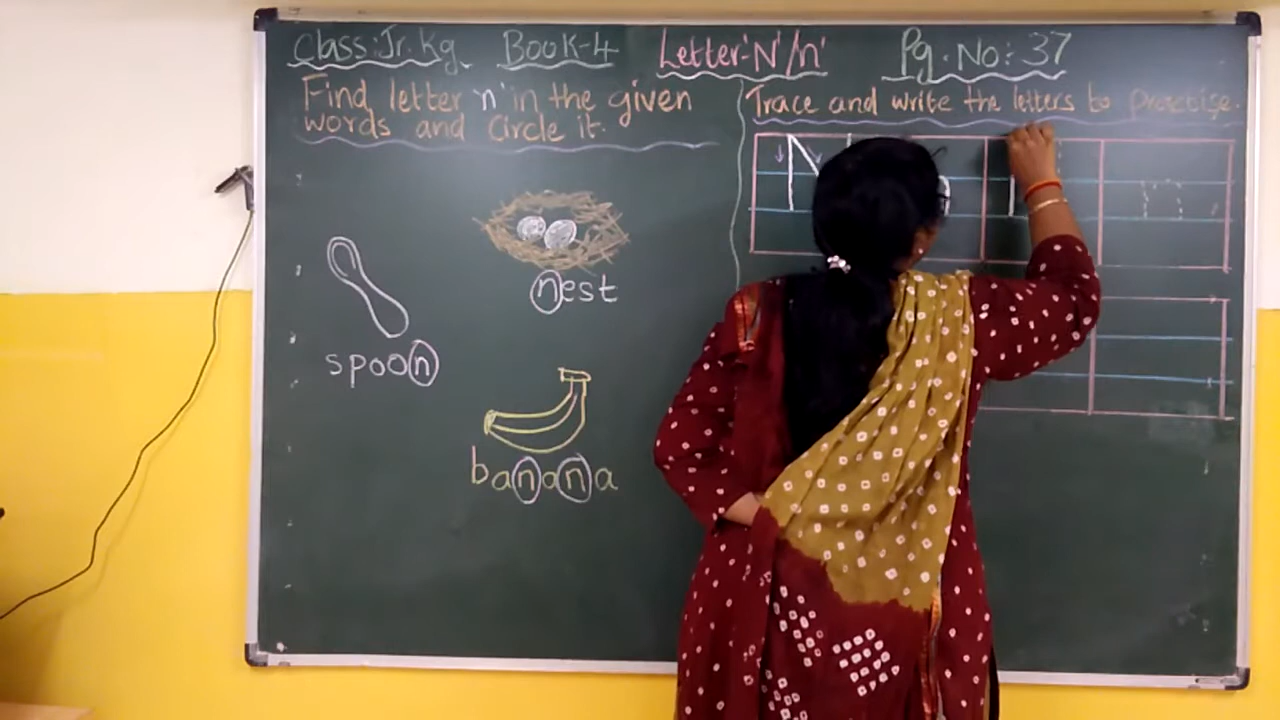 Class: Jr. Kg Book-4 Letter-'N'/'n' Pg. No: 37
Find letter 'n' in the given
words and circle it.
nest
spoon
banana
Trace and write the letters to practise.
N
n